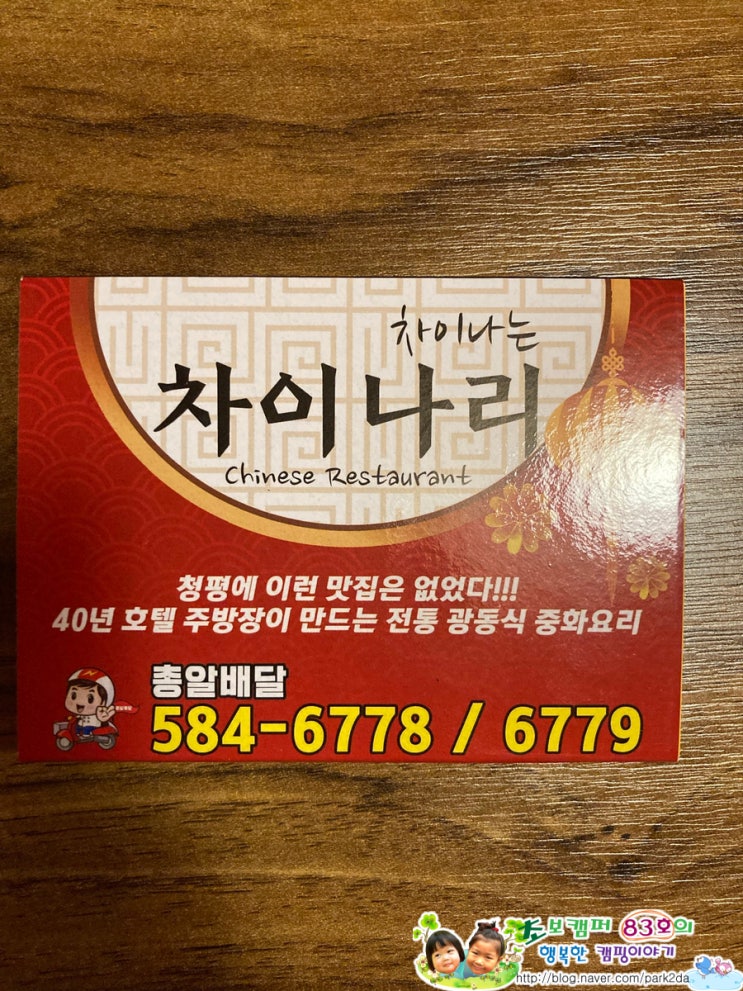 차이나는
차이나리
Chinese Restaurant
청평에 이런 맛집은 없었다!!!
40년 호텔 주방장이 만드는 전통 광동식 중화요리
총알배달
584-6778 / 6779
초보캠퍼 83호의
행복한 캠핑이야기
http://blog.naver.com/park2da